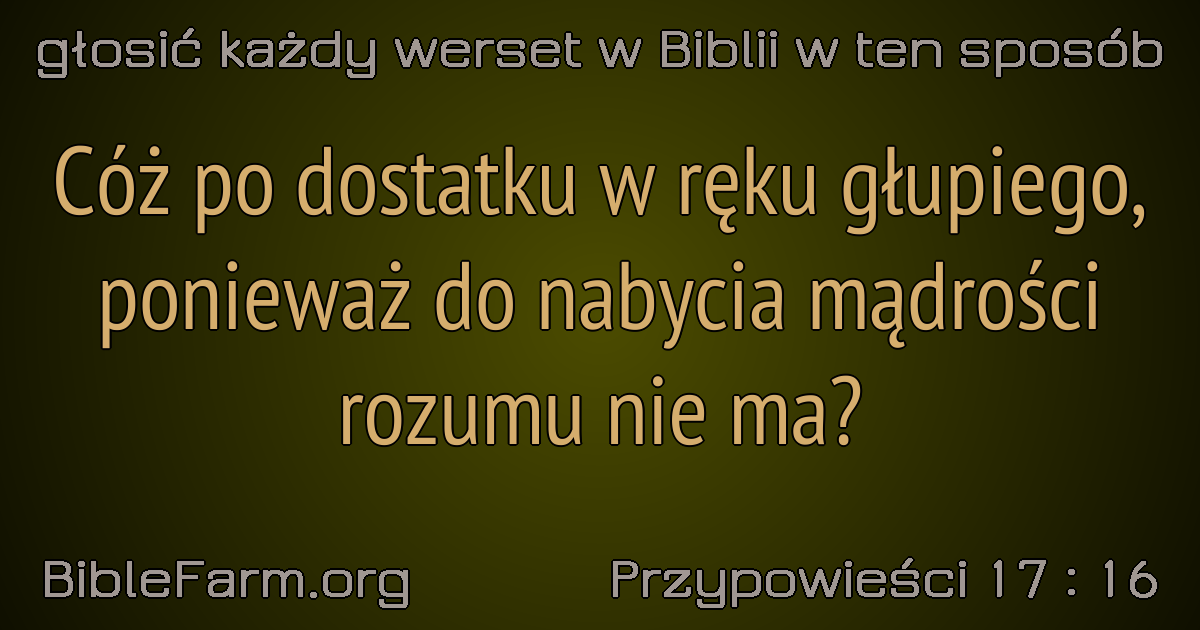 głosić każdy werset w Biblii w ten sposób
Cóż po dostatku w ręku głupiego,
ponieważ do nabycia mądrości
rozumu nie ma?
BibleFarm.org
Przypowieści 17 : 16